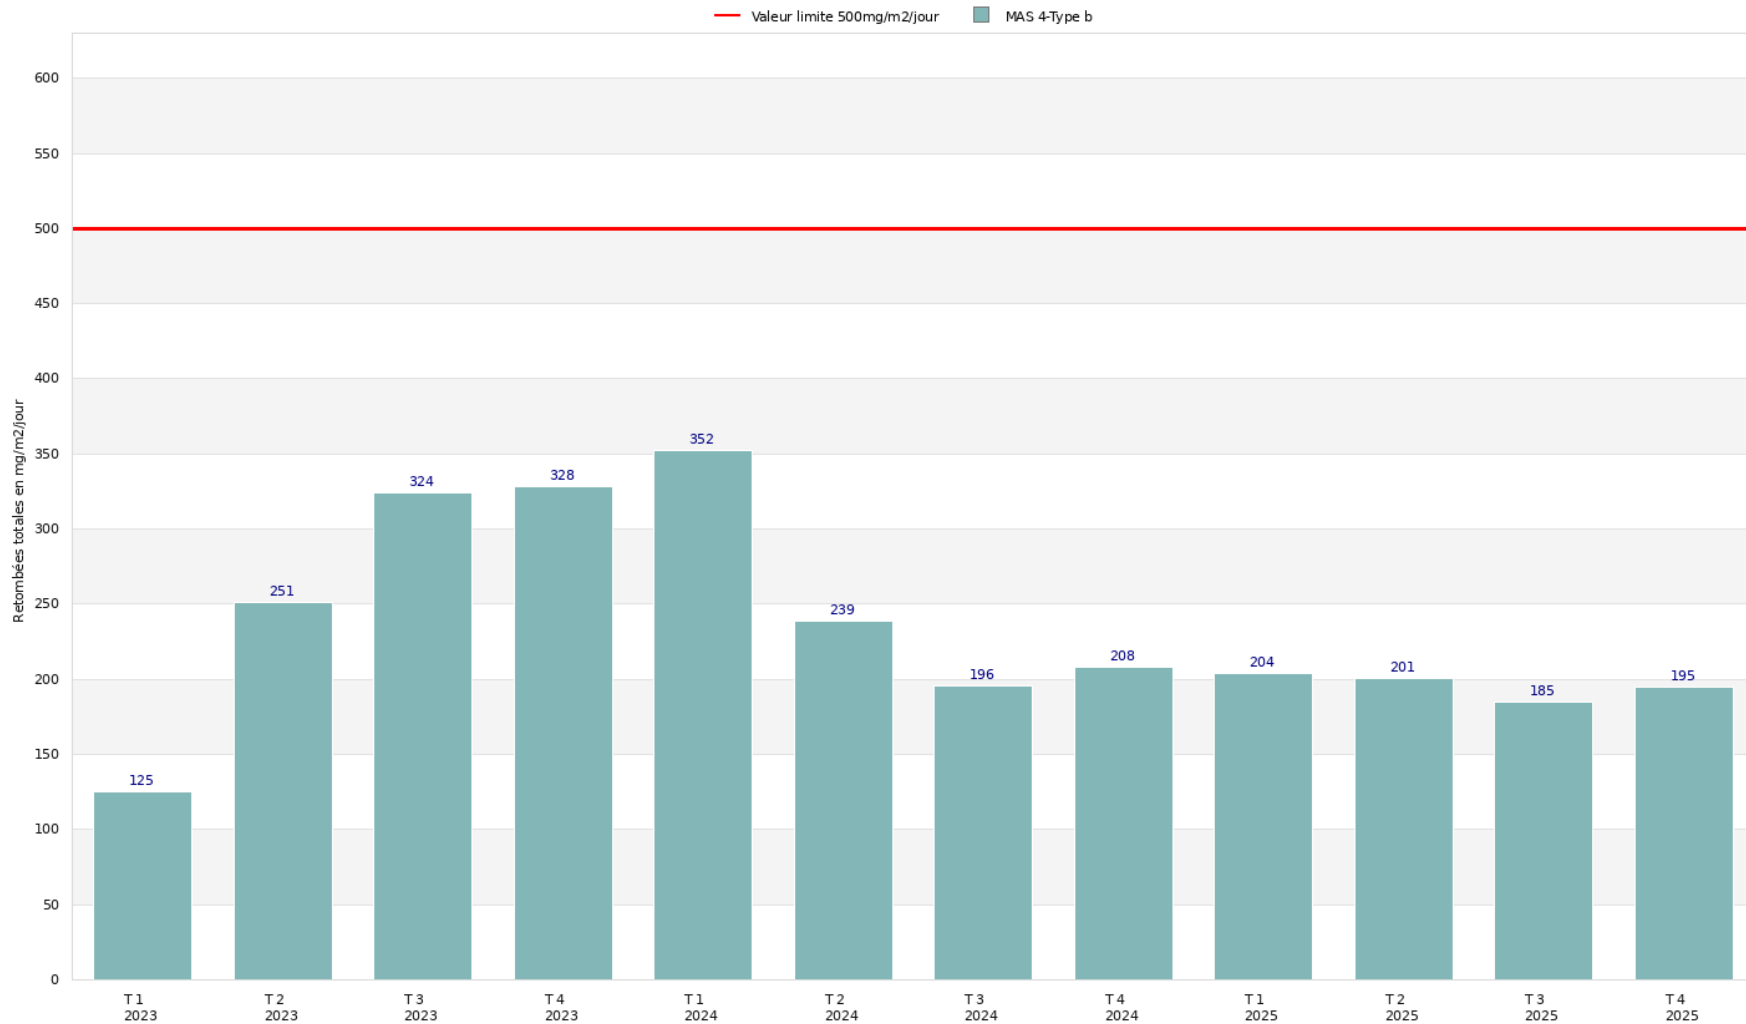 Valeur limite 500mg/m2/jour MAS 4-Type b
Retombées totales en mg/m2/jour
600
550
500
450
400
350
300
250
200
150
100
50
0
125
251
324
328
352
239
196
208
204
201
185
195
T 1 2023
T 2 2023
T 3 2023
T 4 2023
T 1 2024
T 2 2024
T 3 2024
T 4 2024
T 1 2025
T 2 2025
T 3 2025
T 4 2025